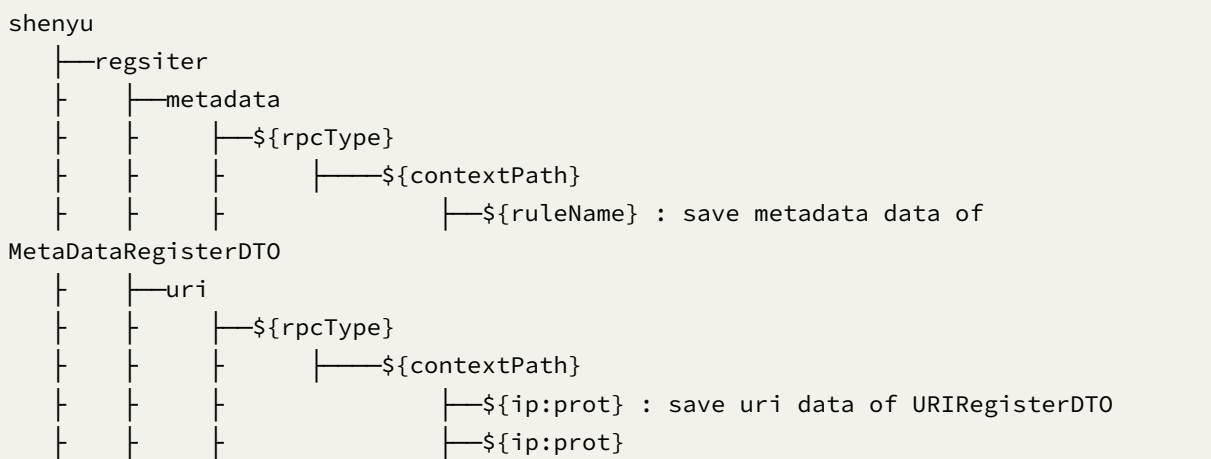 shenyu
├──regsiter
├ ├──metadata
├ ├ ├──${rpcType}
├ ├ ├ ├────${contextPath}
├ ├ ├ ├──${ruleName} : save metadata data of
MetaDataRegisterDTO
├ ├──uri
├ ├ ├──${rpcType}
├ ├ ├ ├────${contextPath}
├ ├ ├ ├──${ip:prot} : save uri data of URIRegisterDTO
├ ├ ├ ├──${ip:prot}